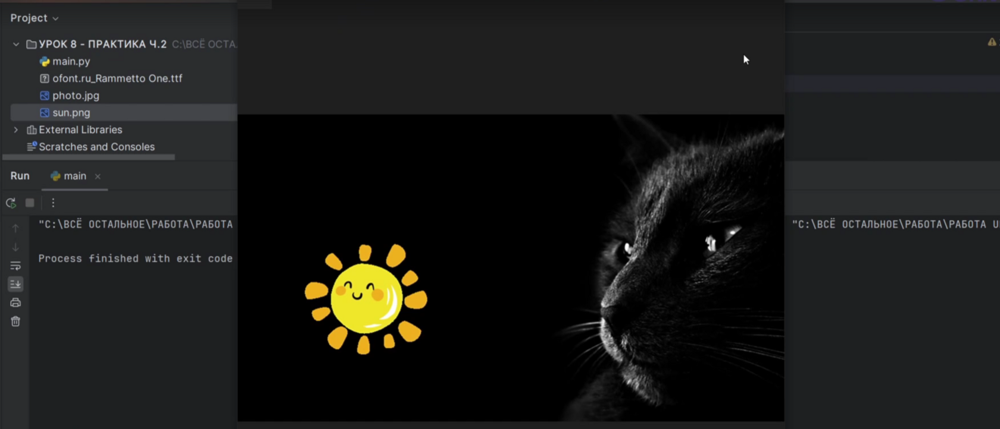 Project
УРОК 8 - ПРАКТИКА Ч.2 C:\ВСЁ ОСТА
main.py
ofont.ru_Rammetto One.ttf
photo.jpg
sun.png
External Libraries
Scratches and Consoles
Run main
"C:\ВСЁ ОСТАЛЬНОЕ\РАБОТА\РАБОТА
"C:\ВСЁ ОСТАЛЬНОЕ\РАБОТА\РАБОТА
Process finished with exit code